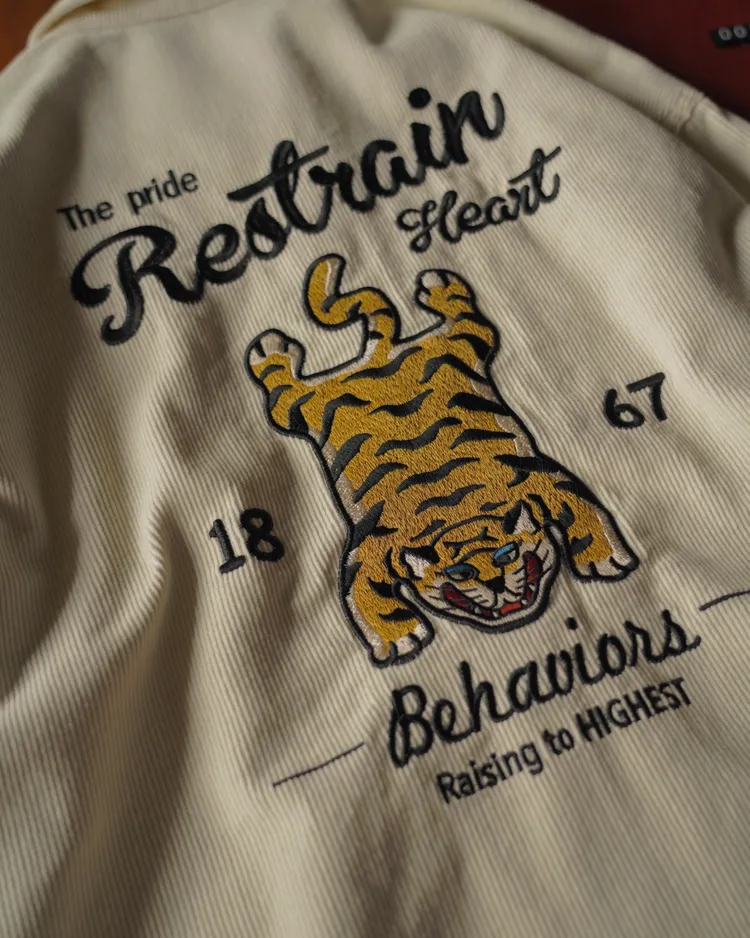 The pride
Restrain
Heart
18 67
Behaviors
Raising to HIGHEST